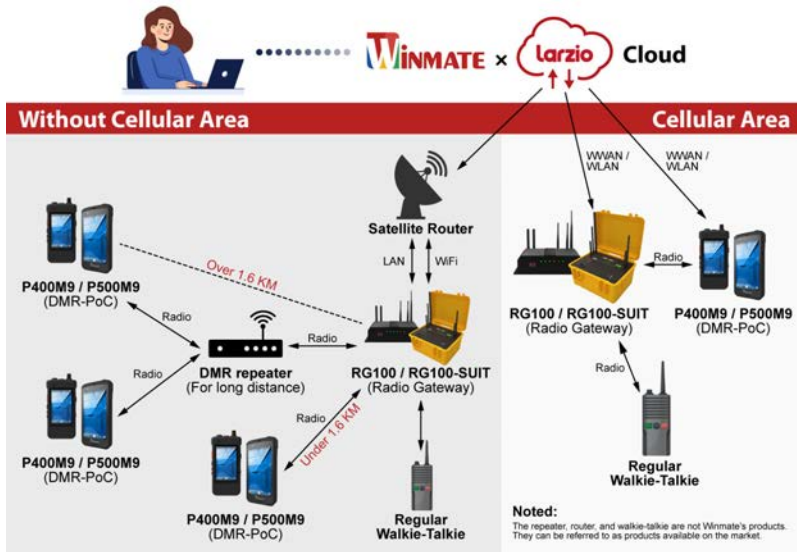 WINMATE × Larzio Cloud
Without Cellular Area
Cellular Area
WWAN /
WLAN
WWAN /
WLAN
Satellite Router
LAN
WiFi
P400M9 / P500M9
(DMR-PoC)
Over 1.6 KM
Radio
Radio
DMR repeater
(For long distance)
Radio
RG100 / RG100-SUIT
(Radio Gateway)
P400M9 / P500M9
(DMR-PoC)
Radio
Under 1.6 KM
P400M9 / P500M9
(DMR-PoC)
Regular
Walkie-Talkie
RG100 / RG100-SUIT
(Radio Gateway)
Radio
P400M9 / P500M9
(DMR-PoC)
Radio
Regular
Walkie-Talkie
Noted:
The repeater, router, and walkie-talkie are not Winmate's products.
They can be referred to as products available on the market.